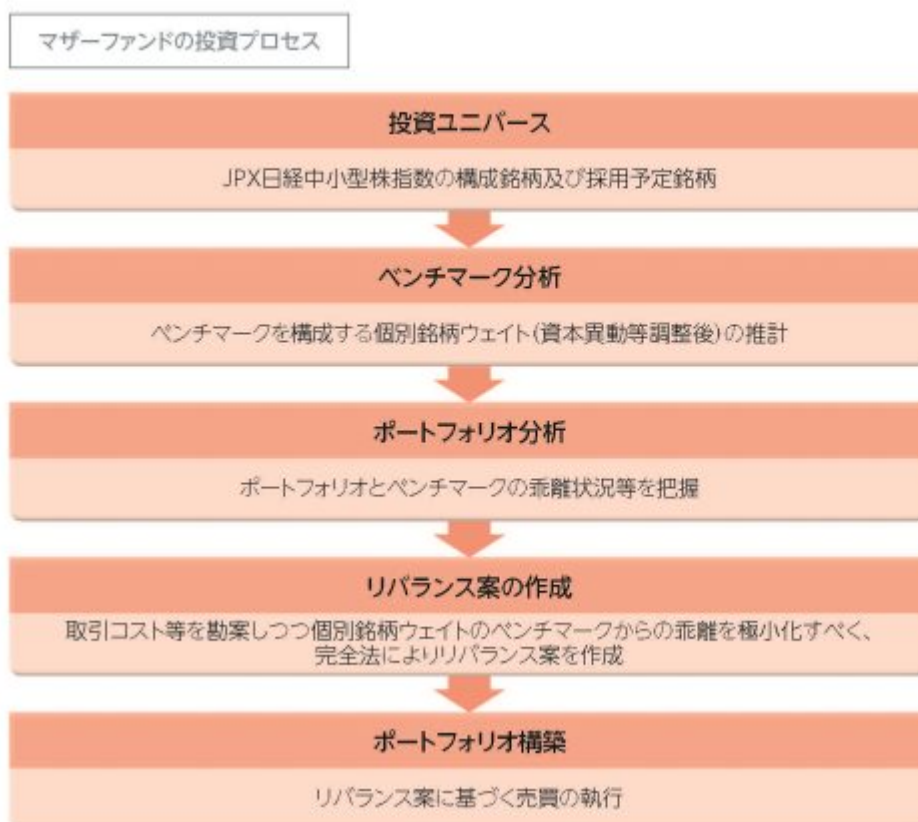 マザーファンドの投資プロセス
投資ユニバース
JPX日経中小型株指数の構成銘柄及び採用予定銘柄
ベンチマーク分析
ベンチマークを構成する個別銘柄ウェイト(資本異動等調整後)の推計
ポートフォリオ分析
ポートフォリオとベンチマークの乖離状況等を把握
リバランス案の作成
取引コスト等を勘案しつつ個別銘柄ウェイトのベンチマークからの乖離を極小化すべく、
完全法によりリバランス案を作成
ポートフォリオ構築
リバランス案に基づく売買の執行